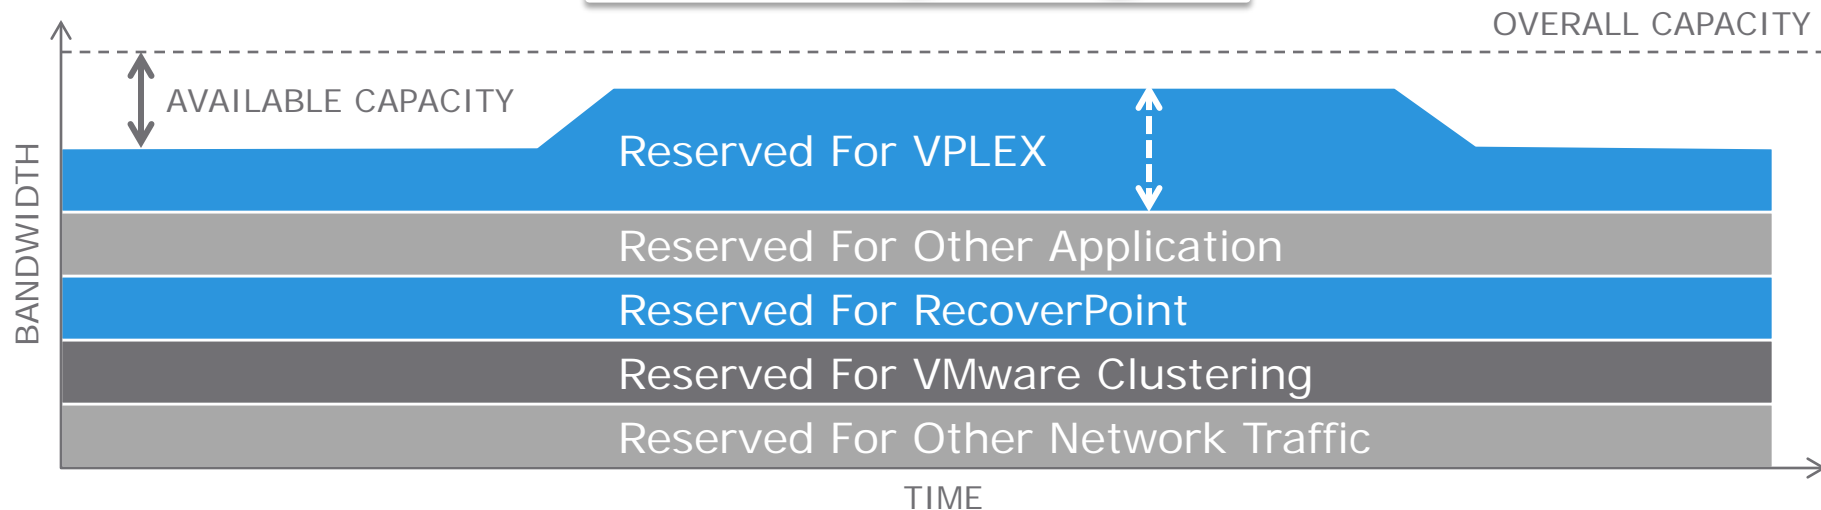 OVERALL CAPACITY
AVAILABLE CAPACITY
Reserved For VPLEX
Reserved For Other Application
Reserved For RecoverPoint
Reserved For VMware Clustering
Reserved For Other Network Traffic
BANDWIDTH
TIME